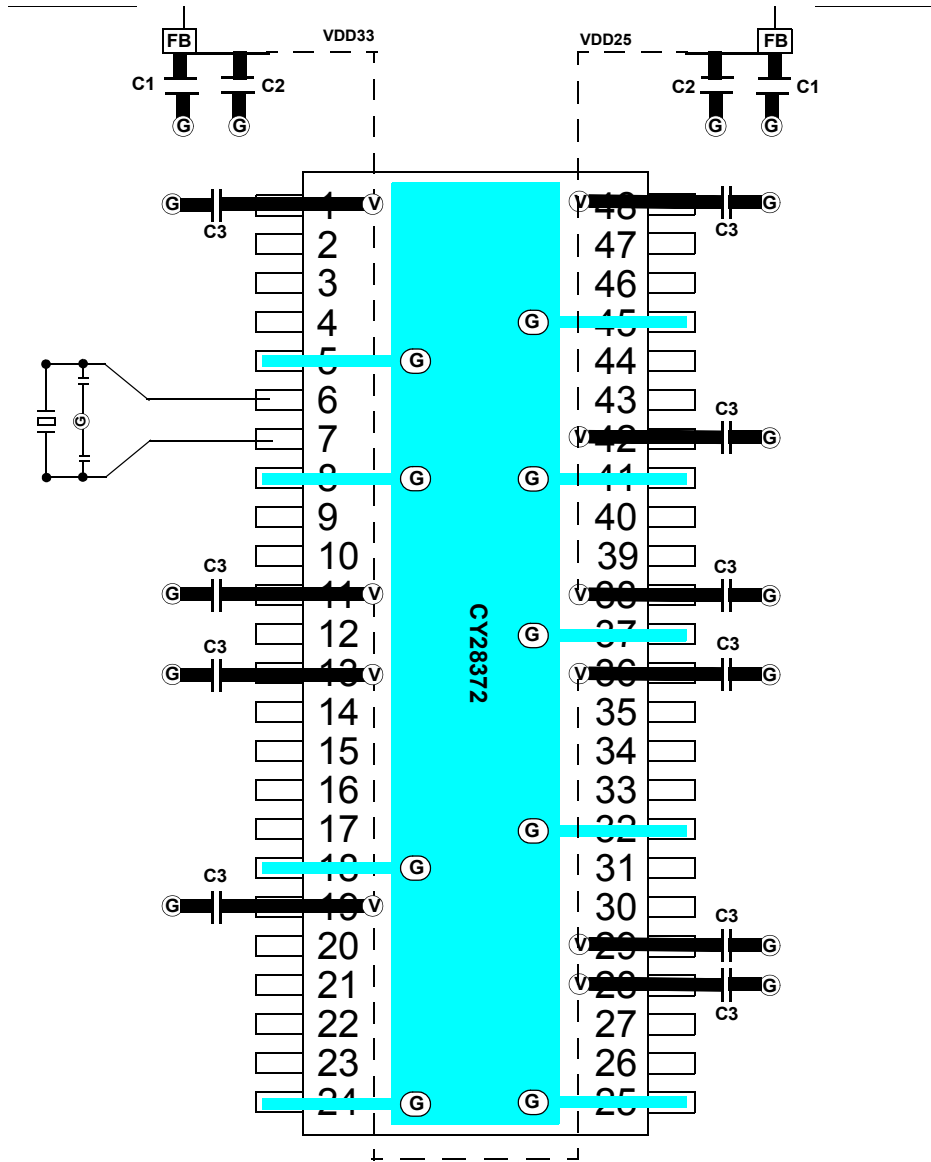 FB VDD33 VDD25 FB
C1 C2 C2 C1
G G G G
G C3 1 V V 48 C3 G
2 47
3 46
4 G 45
5 G 44
6 43
G 7 V 42 C3 G
8 G G 41
9 40
10 39
G C3 11 V V 38 C3 G
12 G 37
G C3 13 V V 36 C3 G
CY28372
14 35
15 34
16 33
17 G 32
18 G 31
G C3 19 V 30
20 V 29 C3 G
21 V 28 C3 G
22 27
23 26
24 G G 25